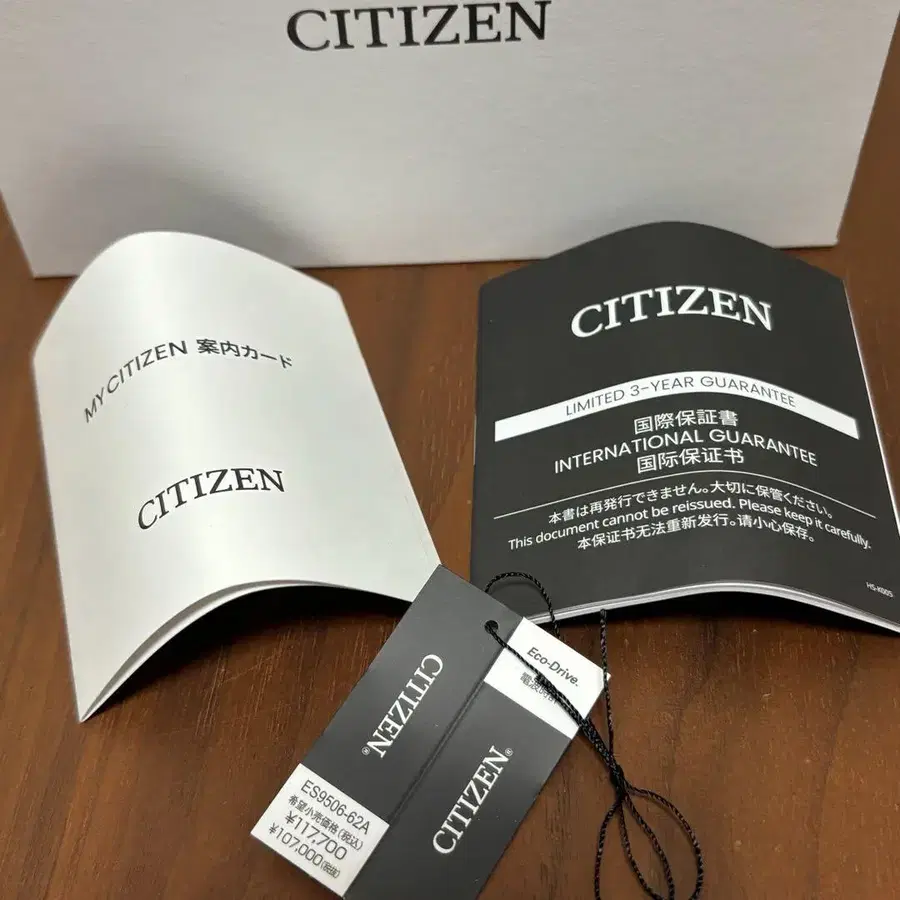 CITIZEN
MY CITIZEN 案内カード
CITIZEN
CITIZEN
LIMITED 3-YEAR GUARANTEE
国際保証書
INTERNATIONAL GUARANTEE
国际保证书
本書は再発行できません。大切に保管ください。
This document cannot be reissued. Please keep it carefully.
本保证书无法重新发行。请小心保存。
HS-K005
CITIZEN®
ES9506-62A
希望小売価格(税込)
¥117,700
¥107,000(税抜)
Eco-Drive.
CITIZEN®